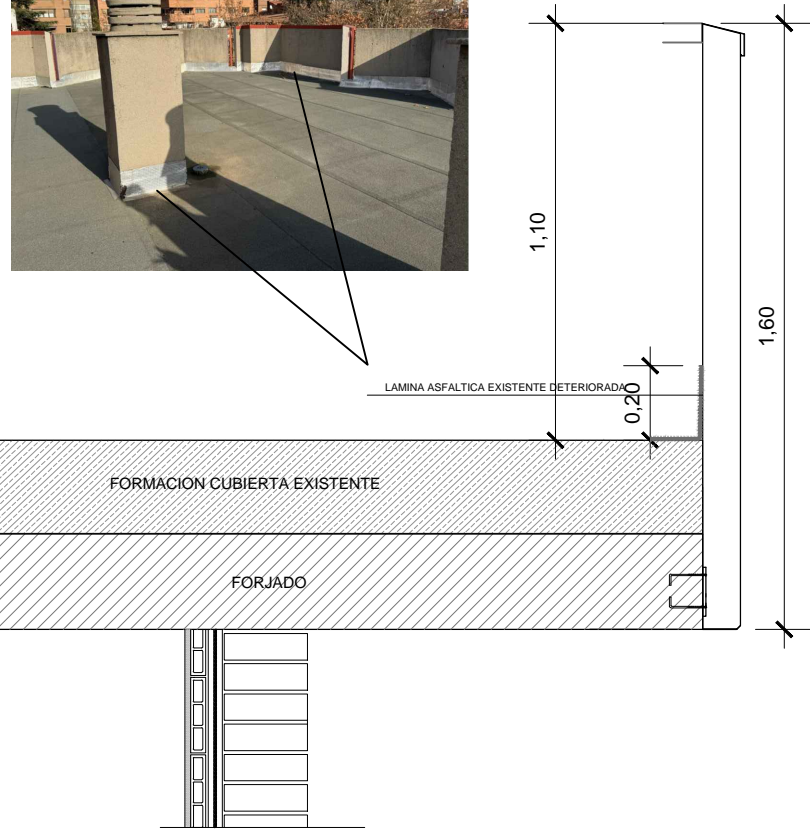 1,10
1,60
LAMINA ASFALTICA EXISTENTE DETERIORADA
0,20
FORMACION CUBIERTA EXISTENTE
FORJADO